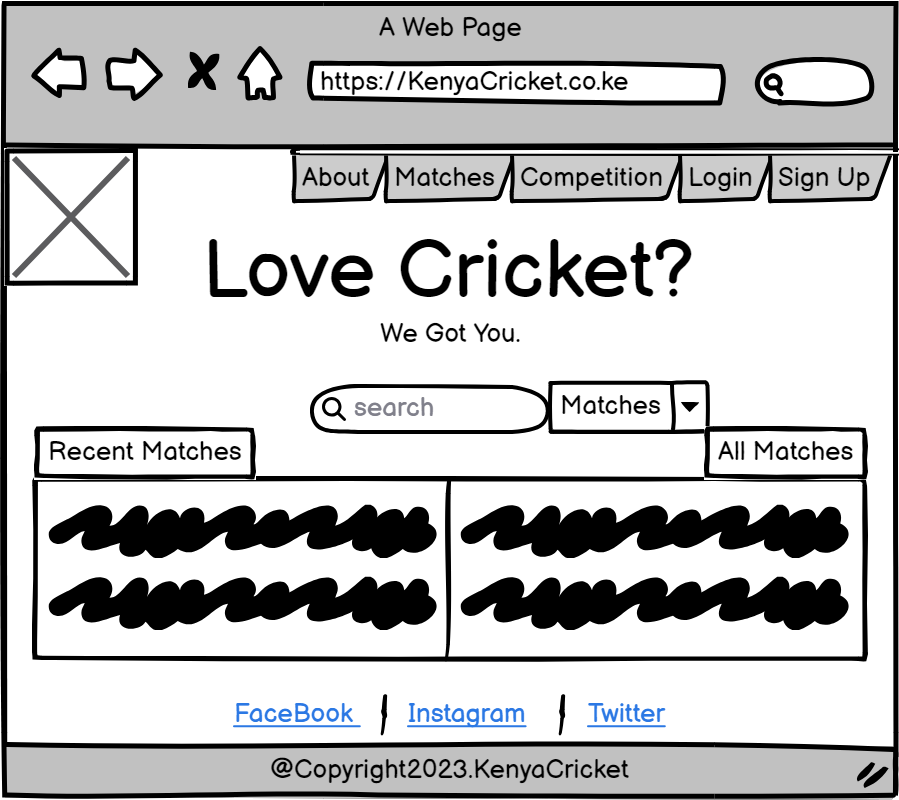 A Web Page
https://KenyaCricket.co.ke
About Matches Competition Login Sign Up
Love Cricket?
We Got You.
search Matches
Recent Matches All Matches
FaceBook Instagram Twitter
@Copyright2023.KenyaCricket